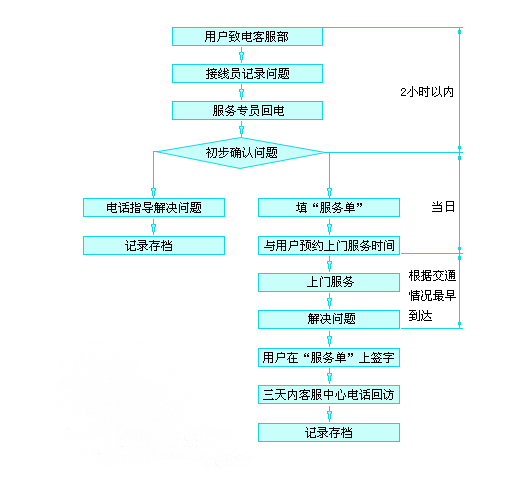 用户致电客服部
接线员记录问题
2小时以内
服务专员回电
初步确认问题
电话指导解决问题
填“服务单”
当日
记录存档
与用户预约上门服务时间
上门服务
根据交通
情况最早
到达
解决问题
用户在“服务单”上签字
三天内客服中心电话回访
记录存档